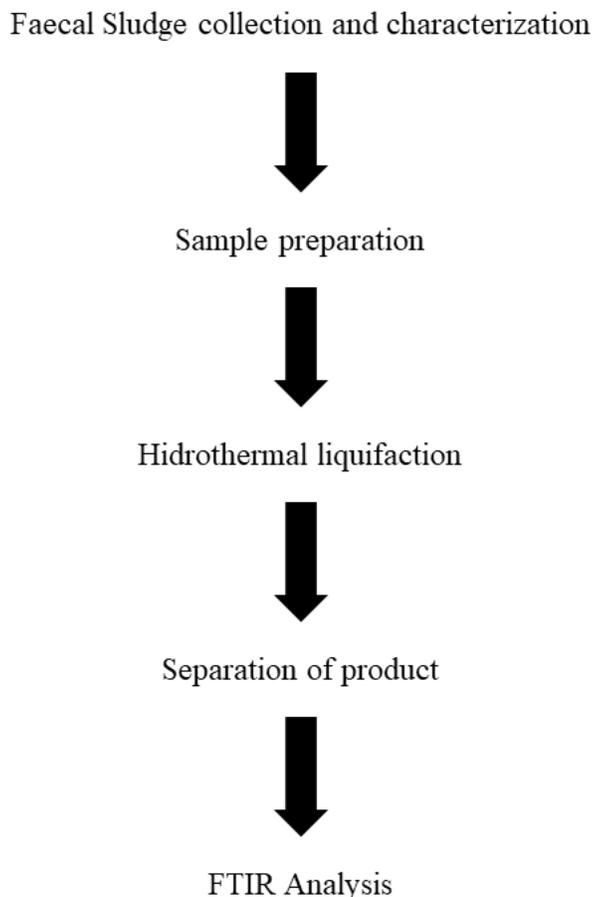 Faecal Sludge collection and characterization
Sample preparation
Hidrothermal liquifaction
Separation of product
FTIR Analysis